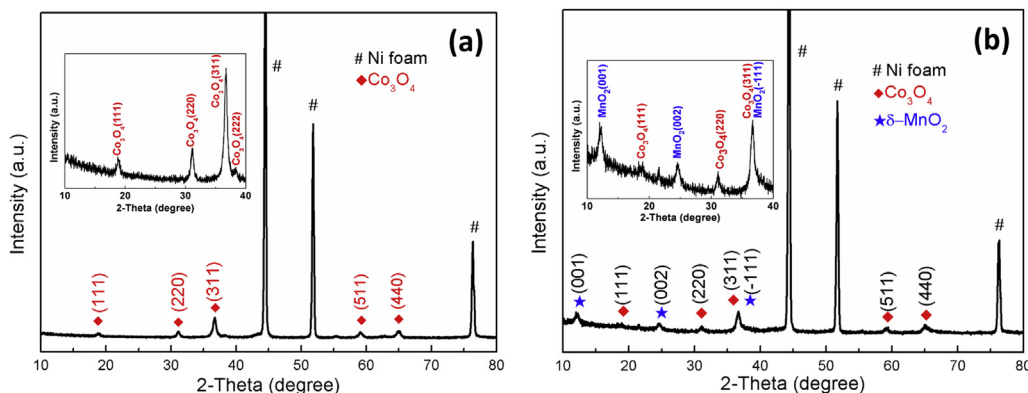 (a)
# Ni foam
◆Co3O4
Intensity (a.u.)
Co3O4(111)
Co3O4(220)
Co3O4(311)
Co3O4(222)
10 20 30 40
2-Theta (degree)
#
#
#
(111)
(220)
(311)
(511)
(440)
Intensity (a.u.)
10 20 30 40 50 60 70 80
2-Theta (degree)
(b)
# Ni foam
◆Co3O4
★δ−MnO2
Intensity (a.u.)
MnO2(001)
Co3O4(111)
MnO2(002)
Co3O4(220)
Co3O4(311)
MnO2(-111)
10 20 30 40
2-Theta (degree)
#
#
#
(001)
(111)
(002)
(220)
(311)
(-111)
(511)
(440)
Intensity (a.u.)
10 20 30 40 50 60 70 80
2-Theta (degree)